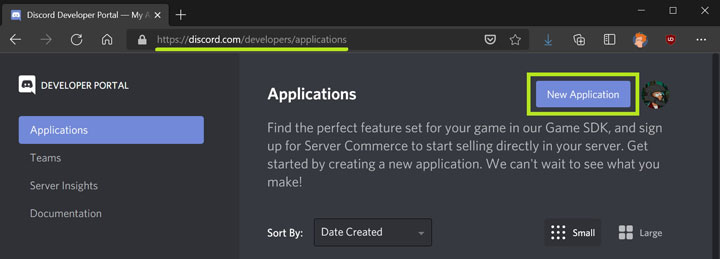 Discord Developer Portal — My A
https://discord.com/developers/applications
DEVELOPER PORTAL
Applications
Teams
Server Insights
Documentation
Applications
New Application
Find the perfect feature set for your game in our Game SDK, and sign
up for Server Commerce to start selling directly in your server. Get
started by creating a new application. We can't wait to see what you
make!
Sort By:
Date Created
Small
Large